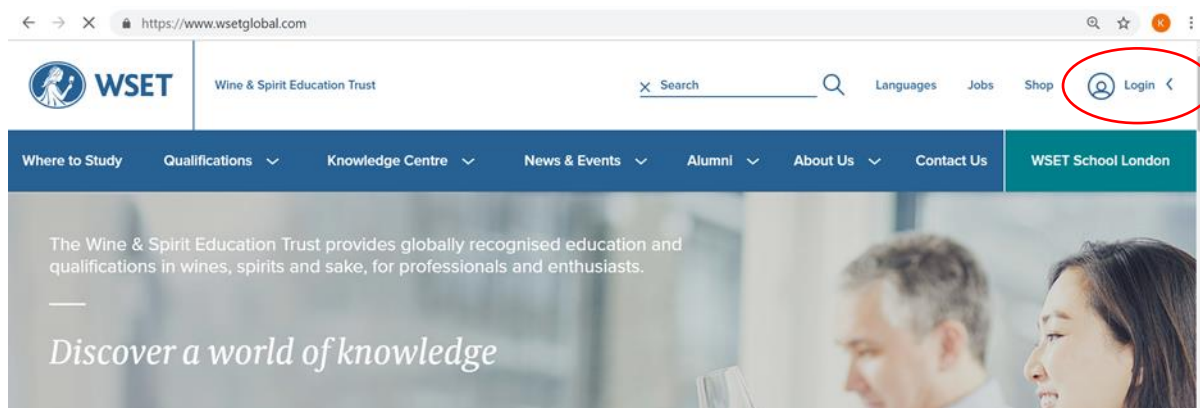 https://www.wsetglobal.com
K
WSET
Wine & Spirit Education Trust
Search
Languages
Jobs
Shop
Login
Where to Study
Qualifications
Knowledge Centre
News & Events
Alumni
About Us
Contact Us
WSET School London
The Wine & Spirit Education Trust provides globally recognised education and
qualifications in wines, spirits and sake, for professionals and enthusiasts.
Discover a world of knowledge